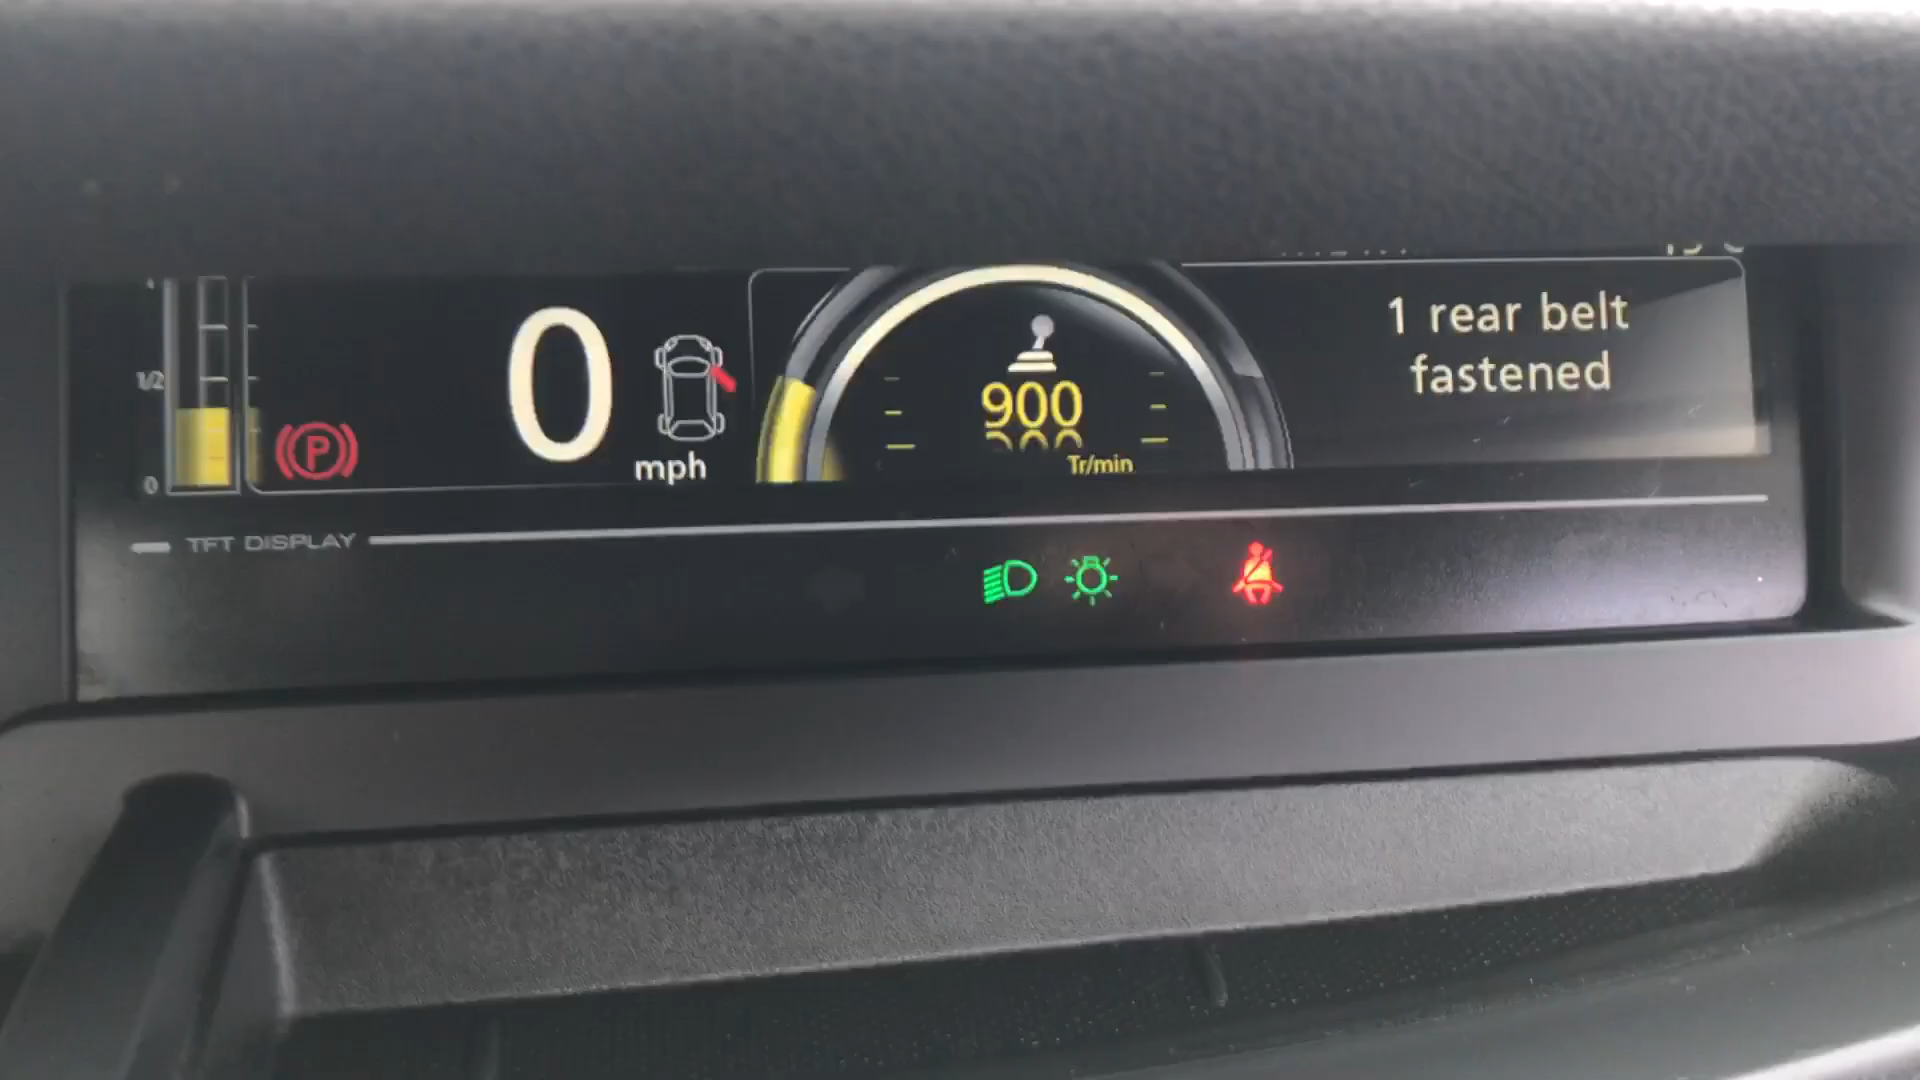 1/2
0
P
0
mph
900
Tr/min
1 rear belt
fastened
TFT DISPLAY